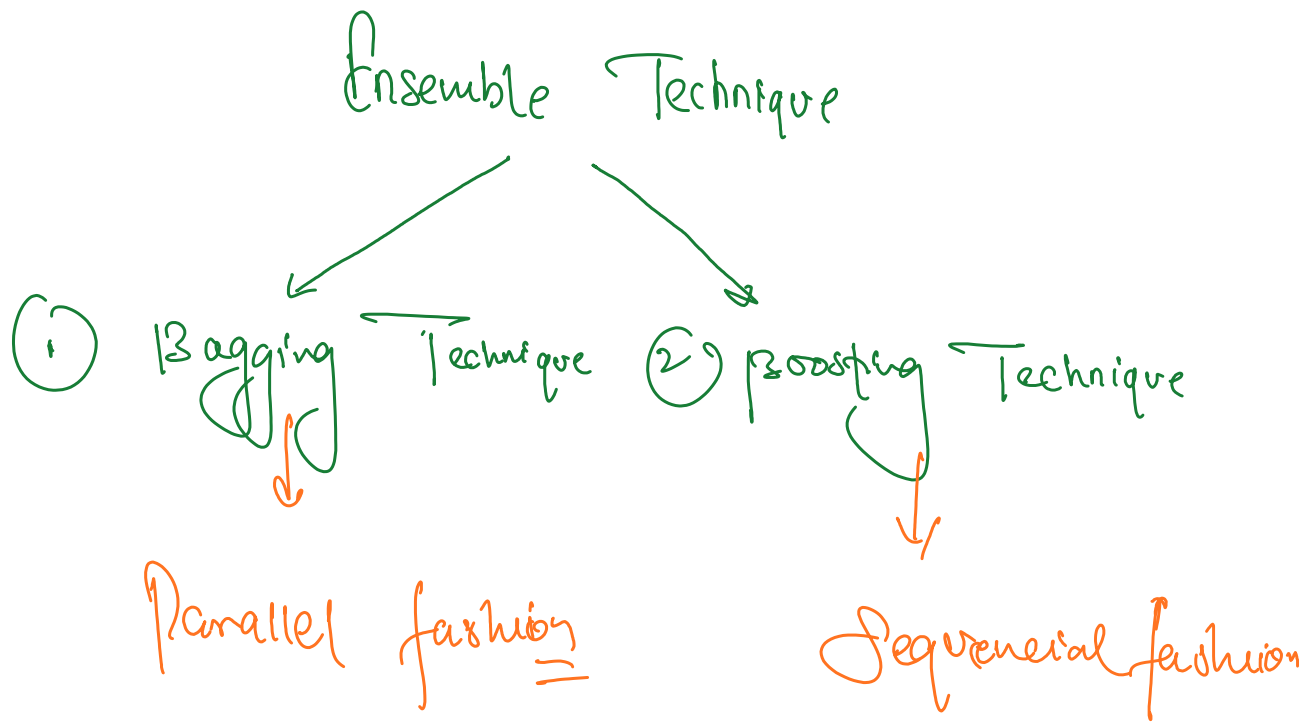 Ensemble Technique
1 Bagging Technique 2 Boosting Technique
Parallel fashion Sequencial fashion